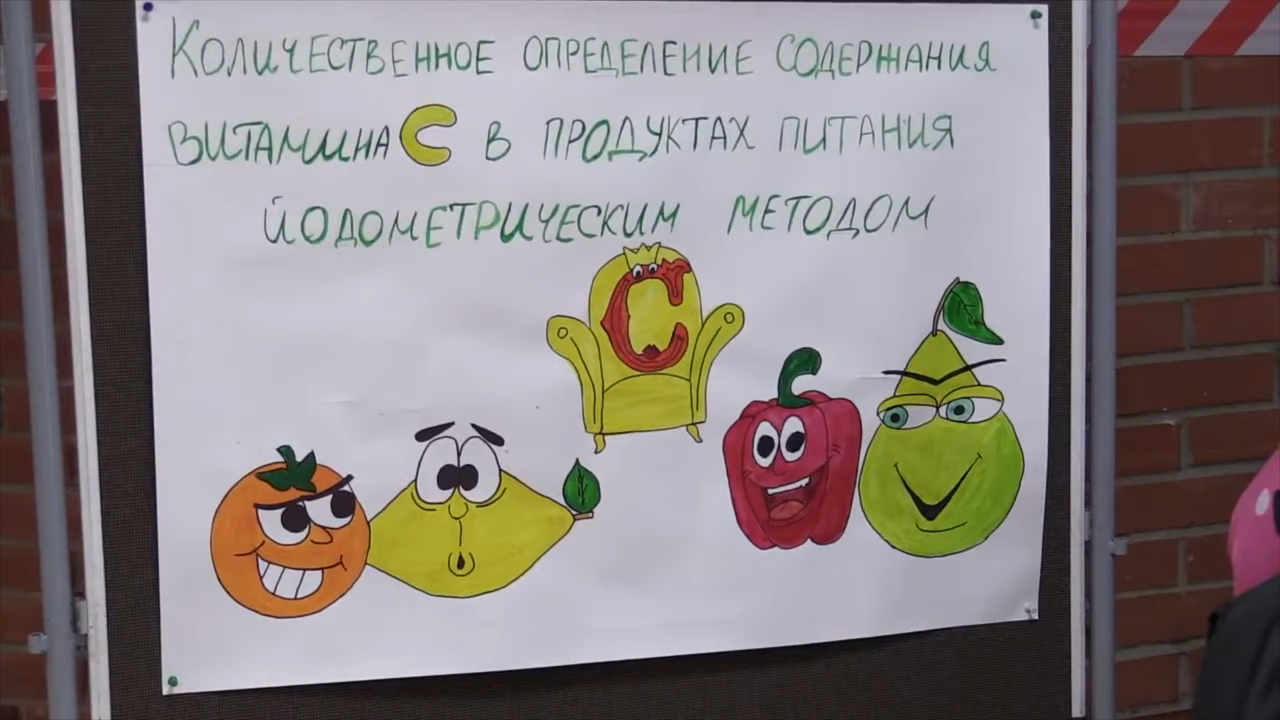 КОЛИЧЕСТВЕННОЕ ОПРЕДЕЛЕНИЕ СОДЕРЖАНИЯ
ВИТАМИНА С В ПРОДУКТАХ ПИТАНИЯ
ЙОДОМЕТРИЧЕСКИМ МЕТОДОМ
С